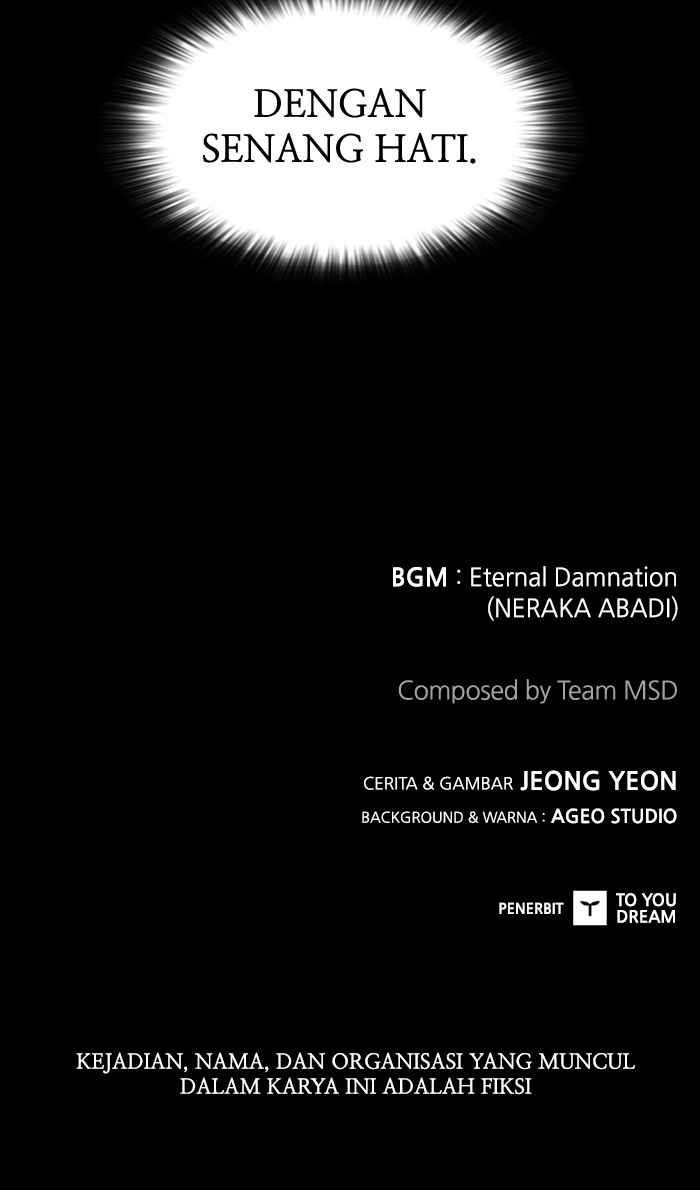 DENGAN
SENANG HATI.
BGM : Eternal Damnation
(NERAKA ABADI)
Composed by Team MSD
CERITA & GAMBAR JEONG YEON
BACKGROUND & WARNA : AGEO STUDIO
PENERBIT TO YOU
DREAM
KEJADIAN, NAMA, DAN ORGANISASI YANG MUNCUL
DALAM KARYA INI ADALAH FIKSI